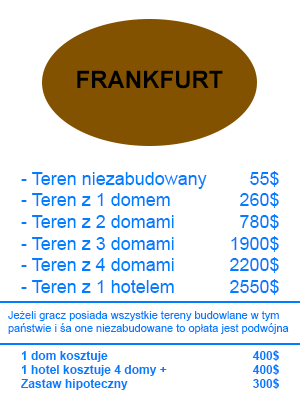 FRANKFURT
- Teren niezabudowany 55$
- Teren z 1 domem 260$
- Teren z 2 domami 780$
- Teren z 3 domami 1900$
- Teren z 4 domami 2200$
- Teren z 1 hotelem 2550$
Jeżeli gracz posiada wszystkie tereny budowlane w tym
państwie i śa one niezabudowane to opłata jest podwójna
1 dom kosztuje 400$
1 hotel kosztuje 4 domy + 400$
Zastaw hipoteczny 300$